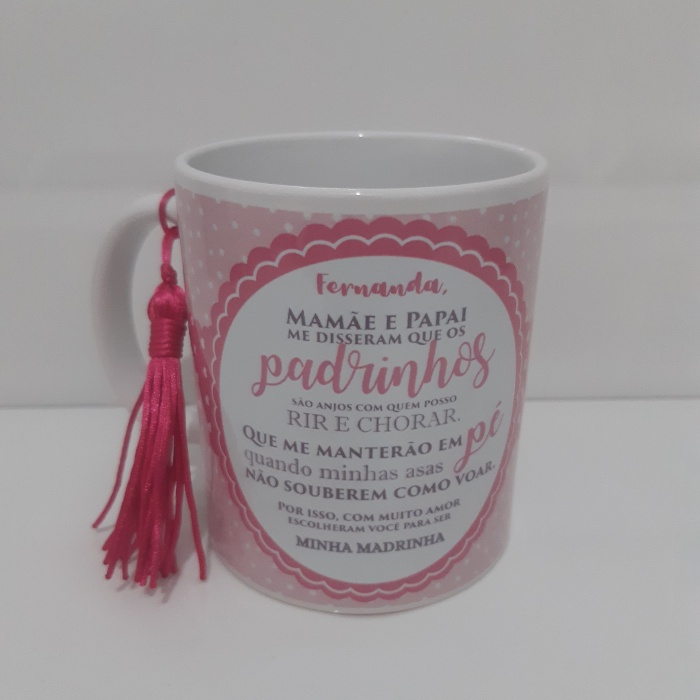 Fernanda,
MAMÃE E PAPAI
ME DISSERAM QUE OS
padrinhos
SÃO ANJOS COM QUEM POSSO
RIR E CHORAR.
QUE ME MANTERÃO EM pé
quando minhas asas
NÃO SOUBEREM COMO VOAR.
POR ISSO, COM MUITO AMOR
ESCOLHERAM VOCÊ PARA SER
MINHA MADRINHA